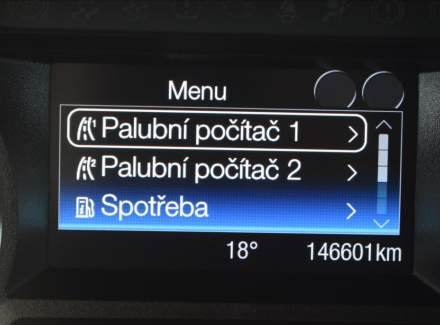 Menu
Palubní počítač 1
Palubní počítač 2
Spotřeba
18° 146601km